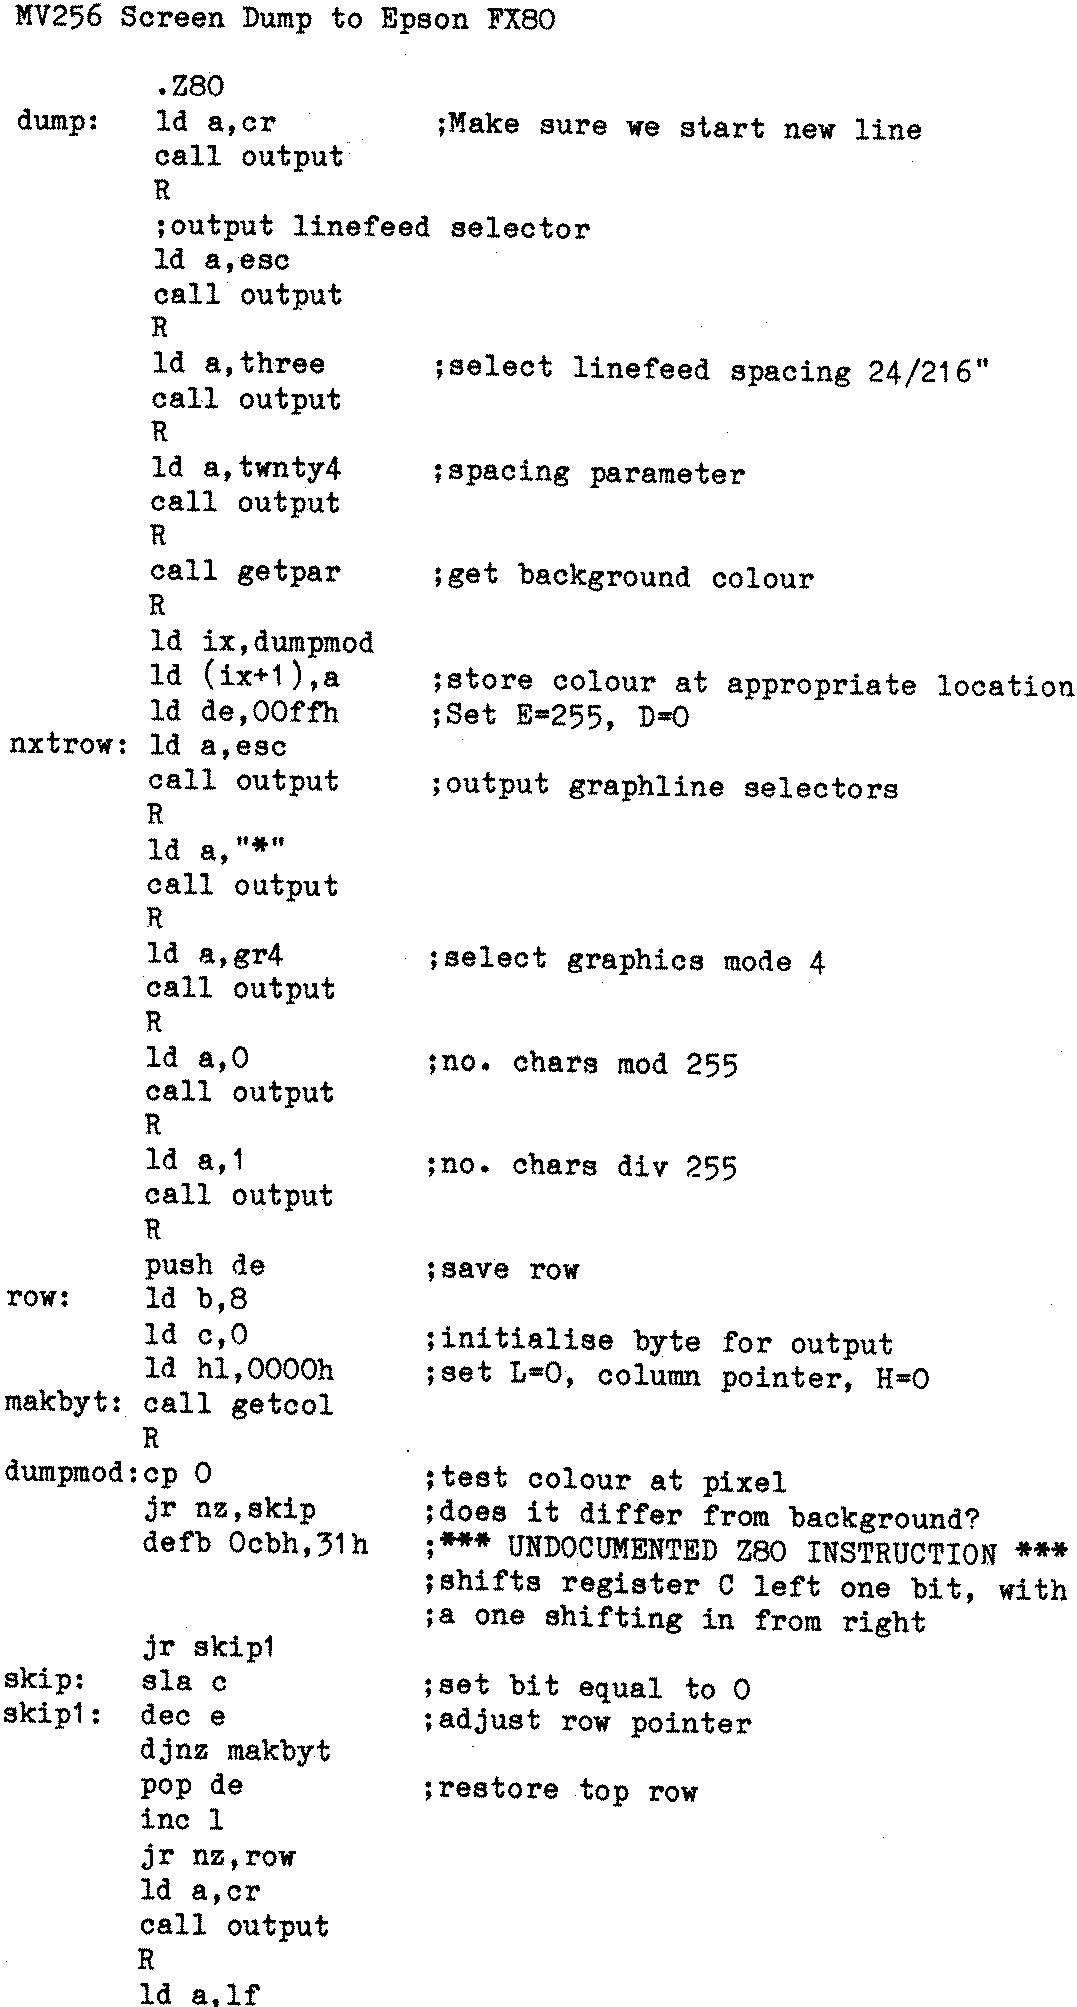 MV256 Screen Dump to Epson FX80
.Z80
dump: ld a,cr ;Make sure we start new line
call output
R
;output linefeed selector
ld a,esc
call output
R
ld a,three ;select linefeed spacing 24/216"
call output
R
ld a,twnty4 ;spacing parameter
call output
R
call getpar ;get background colour
R
ld ix,dumpmod
ld (ix+1),a ;store colour at appropriate location
ld de,00ffh ;Set E=255, D=0
nxtrow: ld a,esc
call output ;output graphline selectors
R
ld a,"*"
call output
R
ld a,gr4 ;select graphics mode 4
call output
R
ld a,0 ;no. chars mod 255
call output
R
ld a,1 ;no. chars div 255
call output
R
push de ;save row
row: ld b,8
ld c,0 ;initialise byte for output
ld hl,0000h ;set L=0, column pointer, H=0
makbyt: call getcol
R
dumpmod:cp 0 ;test colour at pixel
jr nz,skip ;does it differ from background?
defb 0cbh,31h ;*** UNDOCUMENTED Z80 INSTRUCTION ***
;shifts register C left one bit, with
;a one shifting in from right
jr skip1
skip: sla c ;set bit equal to 0
skip1: dec e ;adjust row pointer
djnz makbyt
pop de ;restore top row
inc l
jr nz,row
ld a,cr
call output
R
ld a,lf